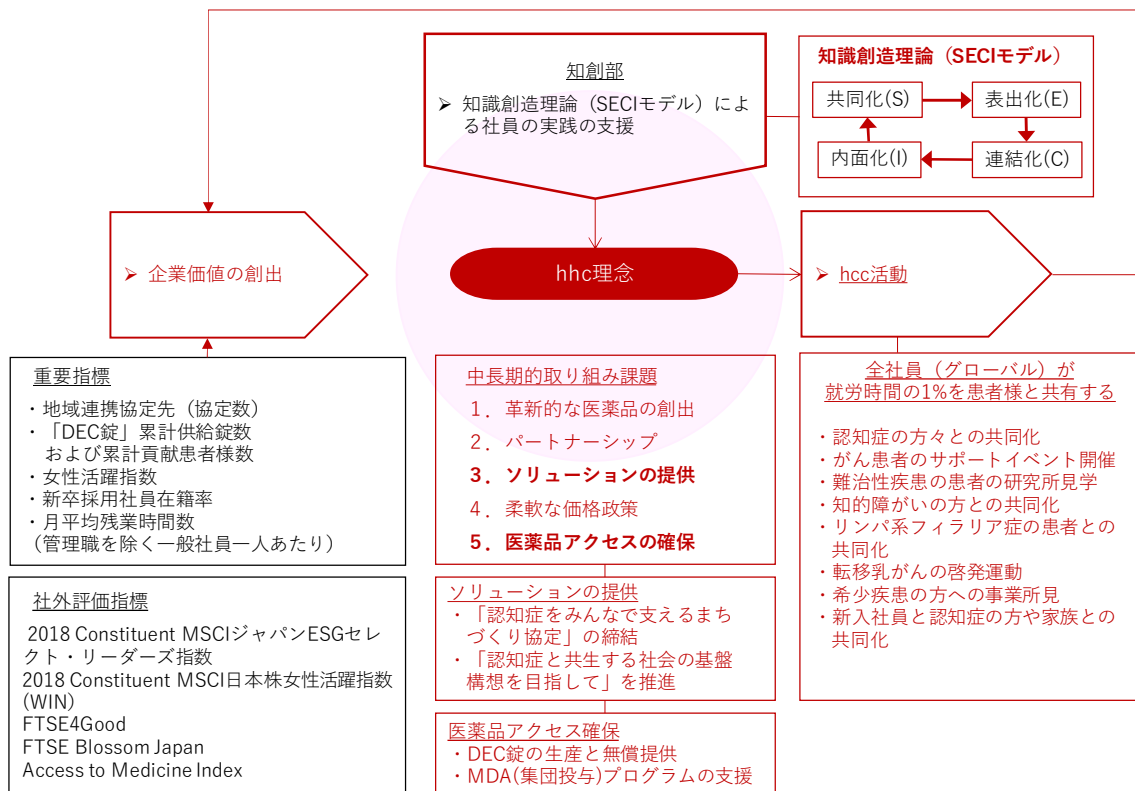 知創部
➢ 知識創造理論（SECIモデル）によ
る社員の実践の支援
知識創造理論（SECIモデル）
共同化(S)
表出化(E)
内面化(I)
連結化(C)
➢ 企業価値の創出
hhc理念
➢ hcc活動
重要指標
・地域連携協定先（協定数）
・「DEC錠」累計供給錠数
および累計貢献患者様数
・女性活躍指数
・新卒採用社員在籍率
・月平均残業時間数
（管理職を除く一般社員一人あたり）
社外評価指標
2018 Constituent MSCIジャパンESGセレ
クト・リーダーズ指数
2018 Constituent MSCI日本株女性活躍指数
(WIN)
FTSE4Good
FTSE Blossom Japan
Access to Medicine Index
中長期的取り組み課題
1．革新的な医薬品の創出
2．パートナーシップ
3．ソリューションの提供
4．柔軟な価格政策
5．医薬品アクセスの確保
ソリューションの提供
・「認知症をみんなで支えるまち
づくり協定」の締結
・「認知症と共生する社会の基盤
構想を目指して」を推進
医薬品アクセス確保
・DEC錠の生産と無償提供
・MDA(集団投与)プログラムの支援
全社員（グローバル）が
就労時間の1%を患者様と共有する
・認知症の方々との共同化
・がん患者のサポートイベント開催
・難治性疾患の患者の研究所見学
・知的障がいの方との共同化
・リンパ系フィラリア症の患者との
共同化
・転移乳がんの啓発運動
・希少疾患の方への事業所見
・新入社員と認知症の方や家族との
共同化